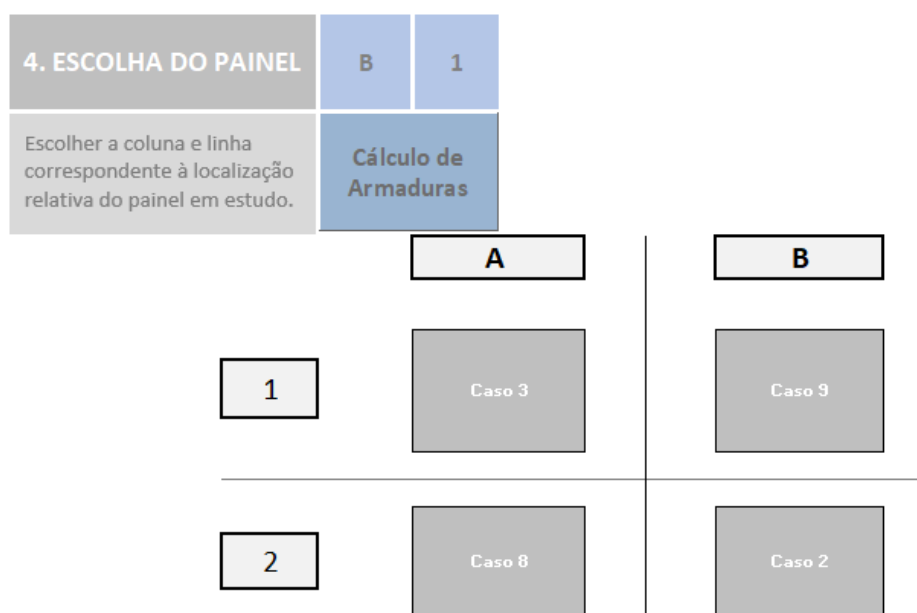 4. ESCOLHA DO PAINEL B 1
Escolher a coluna e linha
correspondente à localização
relativa do painel em estudo.
Cálculo de
Armaduras
A B
1 Caso 3 Caso 9
2 Caso 8 Caso 2